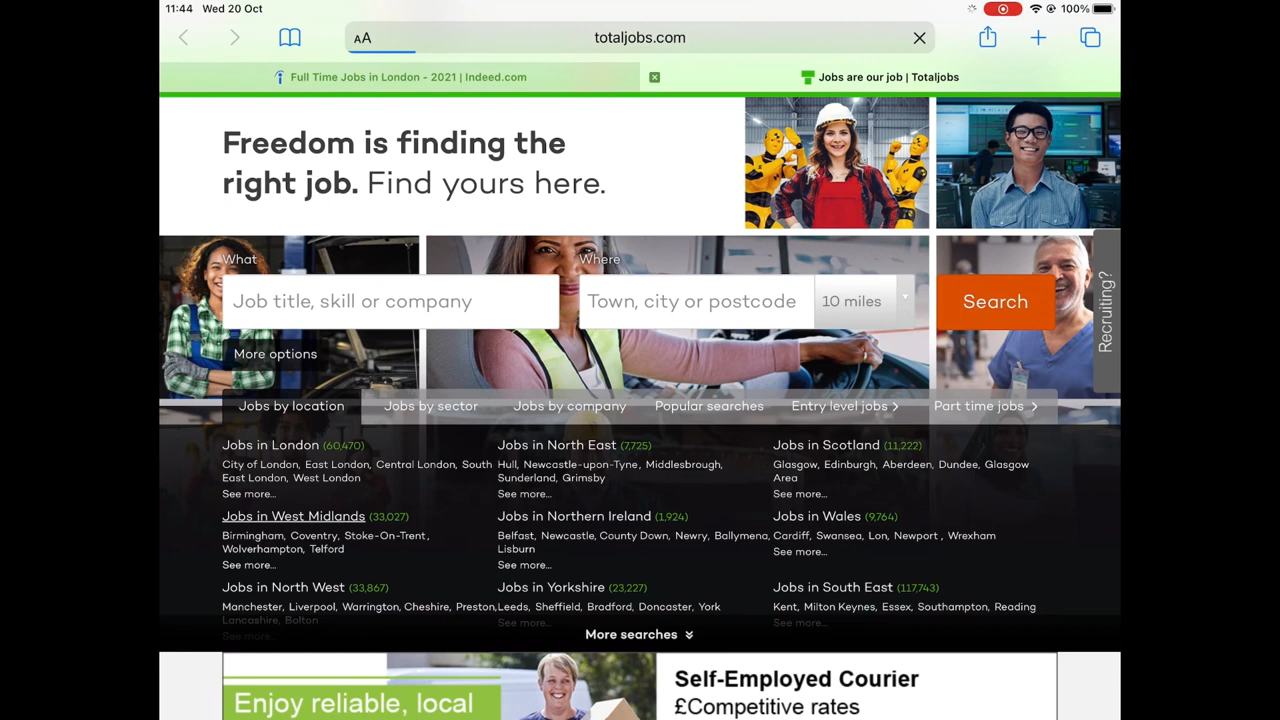 11:44 Wed 20 Oct 100%
AA totaljobs.com
Full Time Jobs in London - 2021 | Indeed.com
Jobs are our job | Totaljobs
Freedom is finding the
right job. Find yours here.
What
Where
Job title, skill or company
Town, city or postcode
10 miles
Search
Recruiting?
More options
Jobs by location
Jobs by sector
Jobs by company
Popular searches
Entry level jobs
Part time jobs
Jobs in London (60,470)
City of London, East London, Central London, South
East London, West London
See more...
Jobs in North East (7,725)
Hull, Newcastle-upon-Tyne, Middlesbrough,
Sunderland, Grimsby
See more...
Jobs in Scotland (11,222)
Glasgow, Edinburgh, Aberdeen, Dundee, Glasgow
Area
See more...
Jobs in West Midlands (33,027)
Birmingham, Coventry, Stoke-On-Trent,
Wolverhampton, Telford
See more...
Jobs in Northern Ireland (1,924)
Belfast, Newcastle, County Down, Newry, Ballymena,
Lisburn
See more...
Jobs in Wales (9,764)
Cardiff, Swansea, Lon, Newport , Wrexham
See more...
Jobs in North West (33,867)
Manchester, Liverpool, Warrington, Cheshire, Preston,
Lancashire, Bolton
See more...
Jobs in Yorkshire (23,227)
Leeds, Sheffield, Bradford, Doncaster, York
See more...
Jobs in South East (117,743)
Kent, Milton Keynes, Essex, Southampton, Reading
See more...
More searches
Enjoy reliable, local
Self-Employed Courier
£Competitive rates